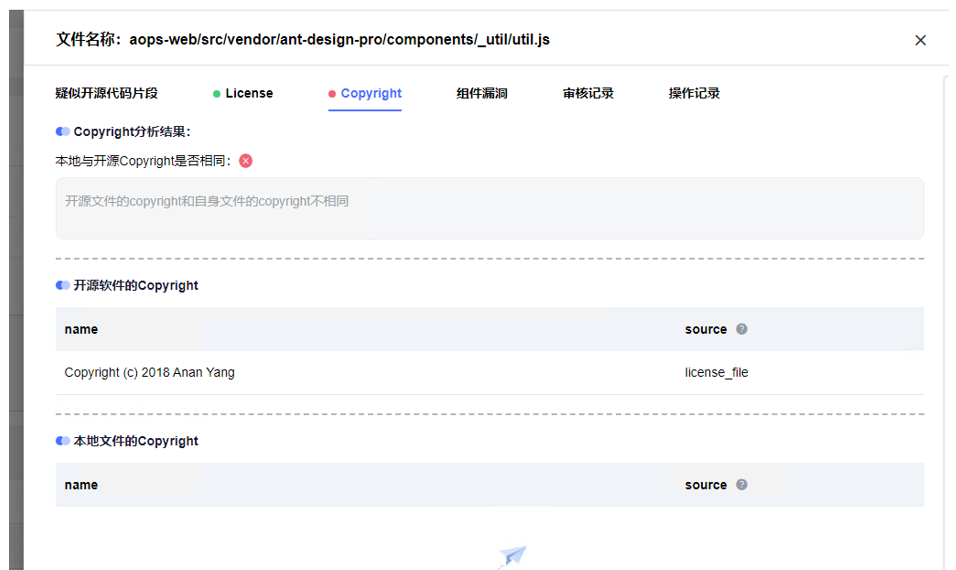 文件名称：aops-web/src/vendor/ant-design-pro/components/_util/util.js
疑似开源代码片段 License Copyright 组件漏洞 审核记录 操作记录
Copyright分析结果：
本地与开源Copyright是否相同：
开源文件的copyright和自身文件的copyright不相同
开源软件的Copyright
name source ?
Copyright (c) 2018 Anan Yang license_file
本地文件的Copyright
name source ?